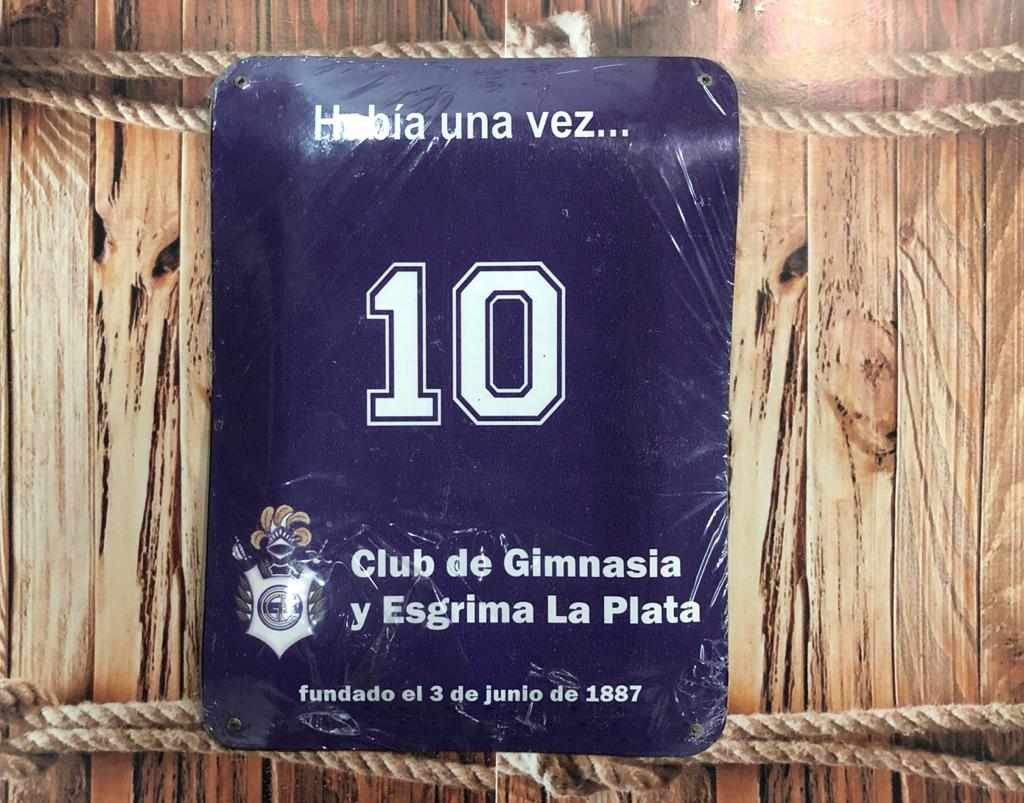 Había una vez...
10
Club de Gimnasia
y Esgrima La Plata
fundado el 3 de junio de 1887